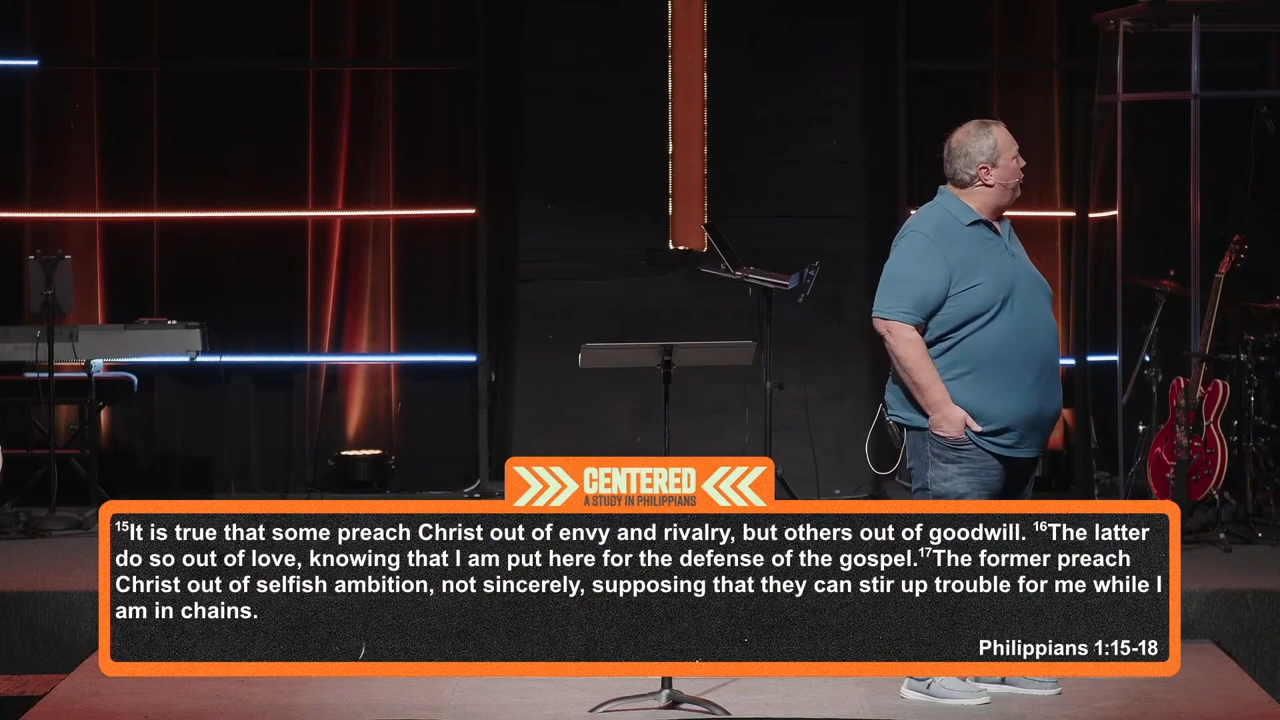 CENTERED
A STUDY IN PHILIPPIANS
15It is true that some preach Christ out of envy and rivalry, but others out of goodwill. 16The latter
do so out of love, knowing that I am put here for the defense of the gospel.17The former preach
Christ out of selfish ambition, not sincerely, supposing that they can stir up trouble for me while I
am in chains.
Philippians 1:15-18